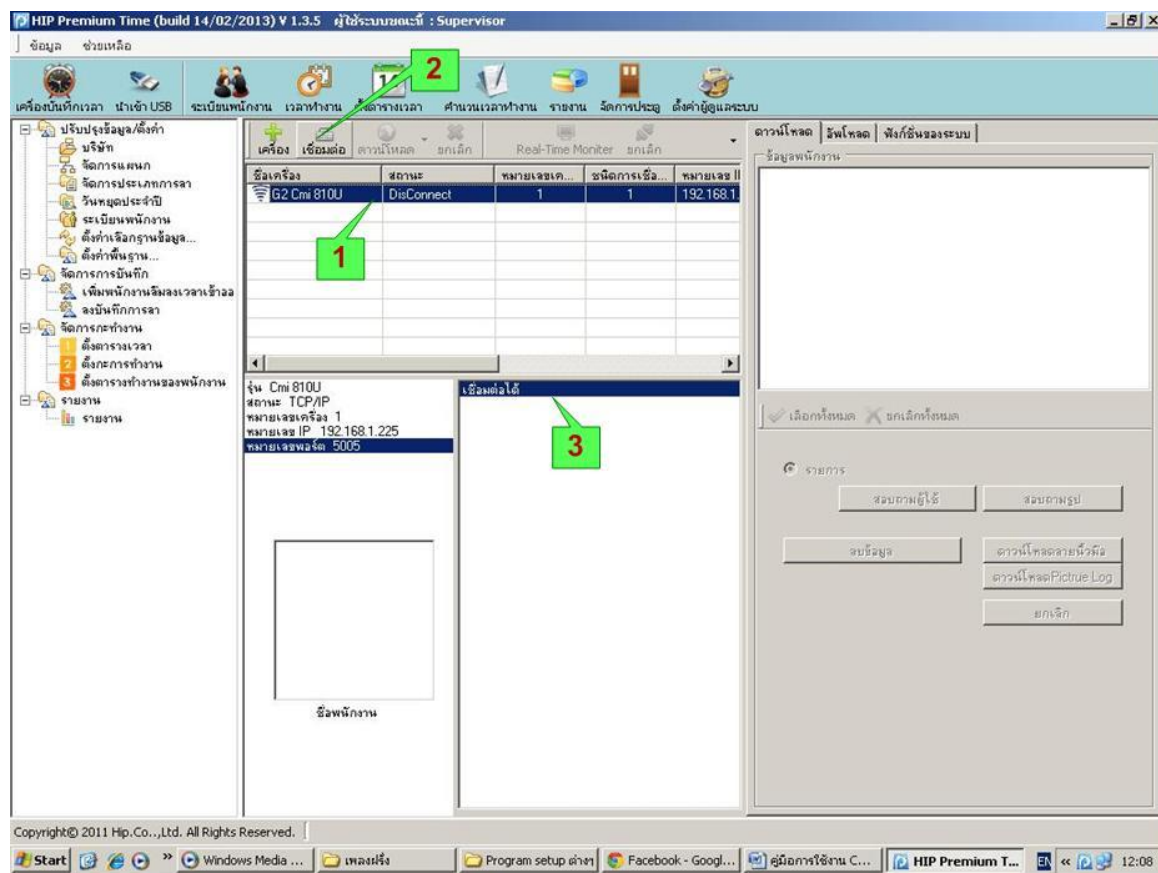 HIP Premium Time (build 14/02/2013) V 1.3.5 ผู้ใช้ระบบขณะนี้ : Supervisor
ข้อมูล ช่วยเหลือ
เครื่องบันทึกเวลา นำเข้า USB ระเบียนพนักงาน เวลาทำงาน ตั้งตารางเวลา คำนวนเวลาทำงาน รายงาน จัดการประตู ตั้งค่าผู้ดูแลระบบ
2
ปรับปรุงข้อมูล/ตั้งค่า
บริษัท
จัดการแผนก
จัดการประเภทการลา
วันหยุดประจำปี
ระเบียนพนักงาน
ตั้งค่าเลือกฐานข้อมูล...
ตั้งค่าพื้นฐาน...
จัดการการบันทึก
เพิ่มพนักงานลืมลงเวลาเข้าออ
ลงบันทึกการลา
จัดการกะทำงาน
1 ตั้งตารางเวลา
2 ตั้งกะการทำงาน
3 ตั้งตารางทำงานของพนักงาน
รายงาน
รายงาน
เครื่อง เชื่อมต่อ ดาวน์โหลด ยกเลิก Real-Time Moniter ยกเลิก
ชื่อเครื่อง สถานะ หมายเลขเค... ชนิดการเชื่อ... หมายเลข II
G2 Cmi 810U DisConnect 1 1 192.168.1.
1
รุ่น Cmi 810U
สถานะ TCP/IP
หมายเลขเครื่อง 1
หมายเลข IP 192.168.1.225
หมายเลขพอร์ต 5005
ชื่อพนักงาน
เชื่อมต่อได้
3
ดาวน์โหลด อัพโหลด ฟังก์ชั่นของระบบ
ข้อมูลพนักงาน
เลือกทั้งหมด ยกเลิกทั้งหมด
รายการ
สอบถามผู้ใช้ สอบถามรูป
ลบข้อมูล ดาวน์โหลดลายนิ้วมือ
ดาวน์โหลดPictrue Log
ยกเลิก
Copyright© 2011 Hip.Co..,Ltd. All Rights Reserved.
Start » Windows Media ... เพลงฝรั่ง Program setup ต่างๆ Facebook - Googl... คู่มือการใช้งาน C... HIP Premium T... EN « 12:08